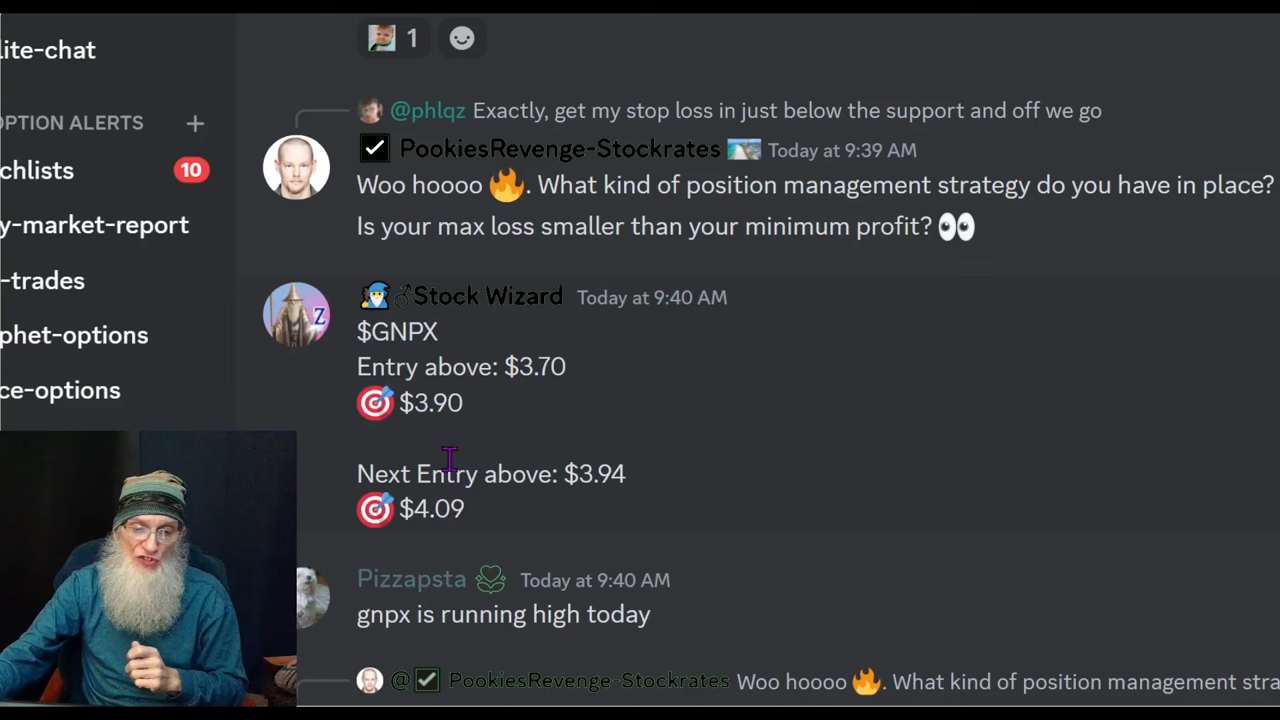 lite-chat
1
OPTION ALERTS +
@phlqz Exactly, get my stop loss in just below the support and off we go
PookiesRevenge-Stockrates Today at 9:39 AM
chlists 10
Woo hoooo 🔥. What kind of position management strategy do you have in place?
y-market-report
Is your max loss smaller than your minimum profit? 👀
-trades
Stock Wizard Today at 9:40 AM
Z
$GNPX
phet-options
Entry above: $3.70
ce-options
🎯 $3.90
Next Entry above: $3.94
🎯 $4.09
Pizzapsta Today at 9:40 AM
gnpx is running high today
@ ✅ PookiesRevenge-Stockrates Woo hoooo 🔥. What kind of position management stra